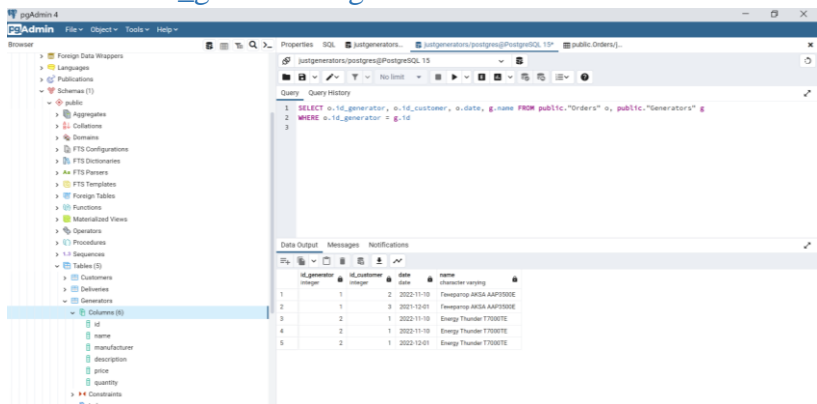 pgAdmin 4
pgAdmin File Object Tools Help
Browser
Properties SQL justgenerators... justgenerators/postgres@PostgreSQL 15* public.Orders/j...
Foreign Data Wrappers
Languages
Publications
Schemas (1)
public
Aggregates
Collations
Domains
FTS Configurations
FTS Dictionaries
FTS Parsers
FTS Templates
Foreign Tables
Functions
Materialized Views
Operators
Procedures
1..3 Sequences
Tables (5)
Customers
Deliveries
Generators
Columns (6)
id
name
manufacturer
description
price
quantity
Constraints
justgenerators/postgres@PostgreSQL 15
No limit
Query Query History
1 SELECT o.id_generator, o.id_customer, o.date, g.name FROM public."Orders" o, public."Generators" g
2 WHERE o.id_generator = g.id
3
Data Output Messages Notifications
id_generator id_customer date name
integer integer date character varying
1 1 2 2022-11-10 Генератор AKSA AAP3500E
2 1 3 2021-12-01 Генератор AKSA AAP3500E
3 2 1 2022-11-10 Energy Thunder T7000TE
4 2 1 2022-11-10 Energy Thunder T7000TE
5 2 1 2022-12-01 Energy Thunder T7000TE